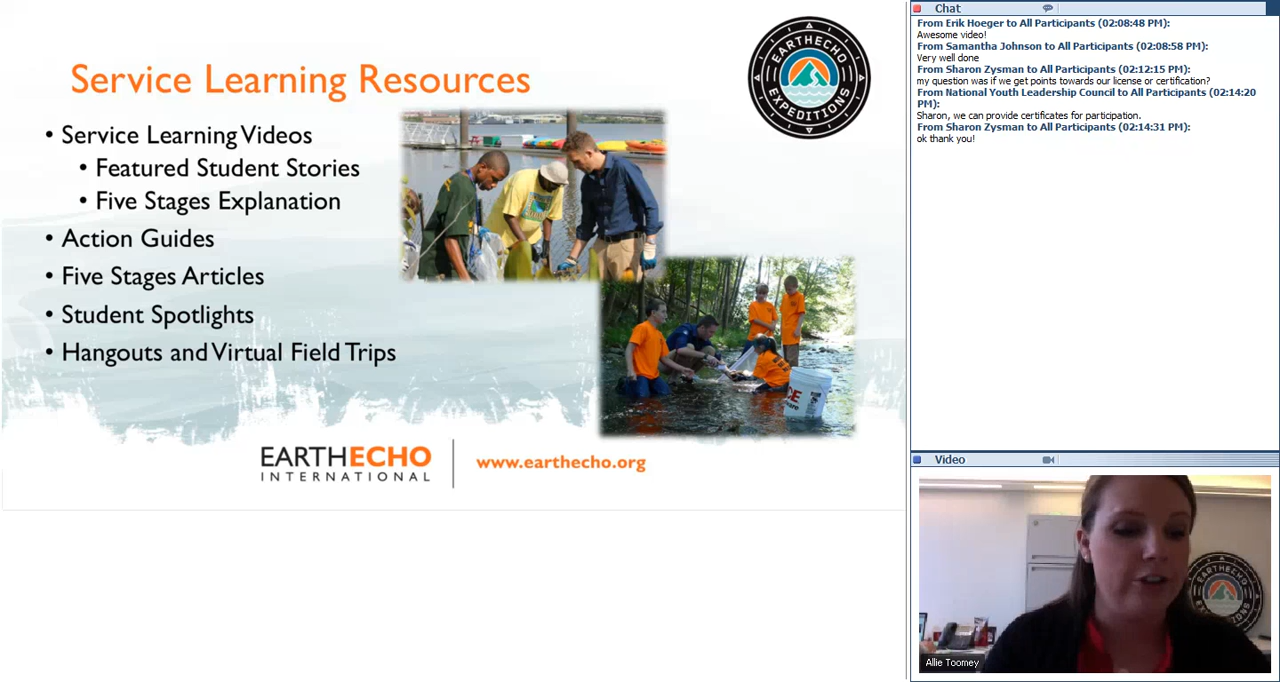 Service Learning Resources
EARTHECHO
EXPEDITIONS
• Service Learning Videos
• Featured Student Stories
• Five Stages Explanation
• Action Guides
• Five Stages Articles
• Student Spotlights
• Hangouts and Virtual Field Trips
EARTHECHO
INTERNATIONAL
www.earthecho.org
Chat
From Erik Hoeger to All Participants (02:08:48 PM):
Awesome video!
From Samantha Johnson to All Participants (02:08:58 PM):
Very well done
From Sharon Zysman to All Participants (02:12:15 PM):
my question was if we get points towards our license or certification?
From National Youth Leadership Council to All Participants (02:14:20
PM):
Sharon, we can provide certificates for participation.
From Sharon Zysman to All Participants (02:14:31 PM):
ok thank you!
Video
Allie Toomey